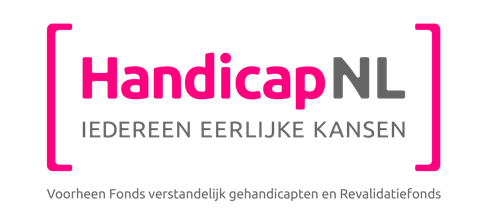 HandicapNL
IEDEREEN EERLIJKE KANSEN
Voorheen Fonds verstandelijk gehandicapten en Revalidatiefonds